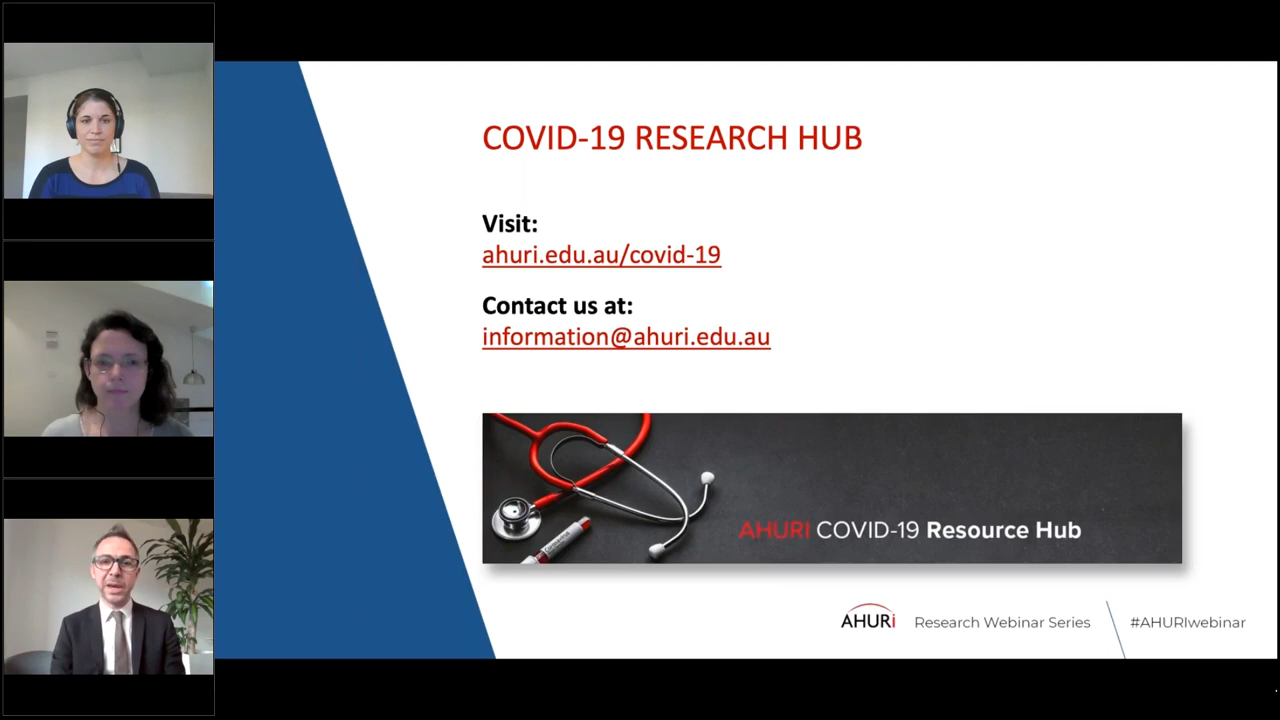 COVID-19 RESEARCH HUB
Visit:
ahuri.edu.au/covid-19
Contact us at:
information@ahuri.edu.au
AHURI COVID-19 Resource Hub
AHURI
Research Webinar Series
#AHURIwebinar